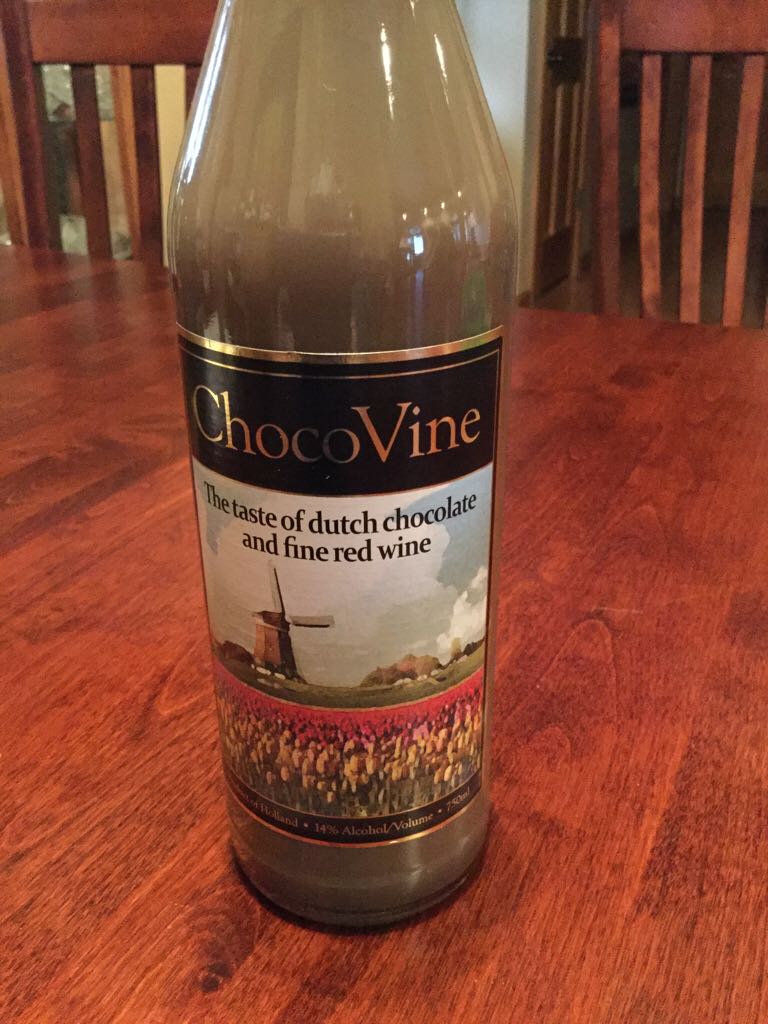 ChocoVine
The taste of dutch chocolate
and fine red wine
of Holland • 14% Alcohol/Volume • 750ml